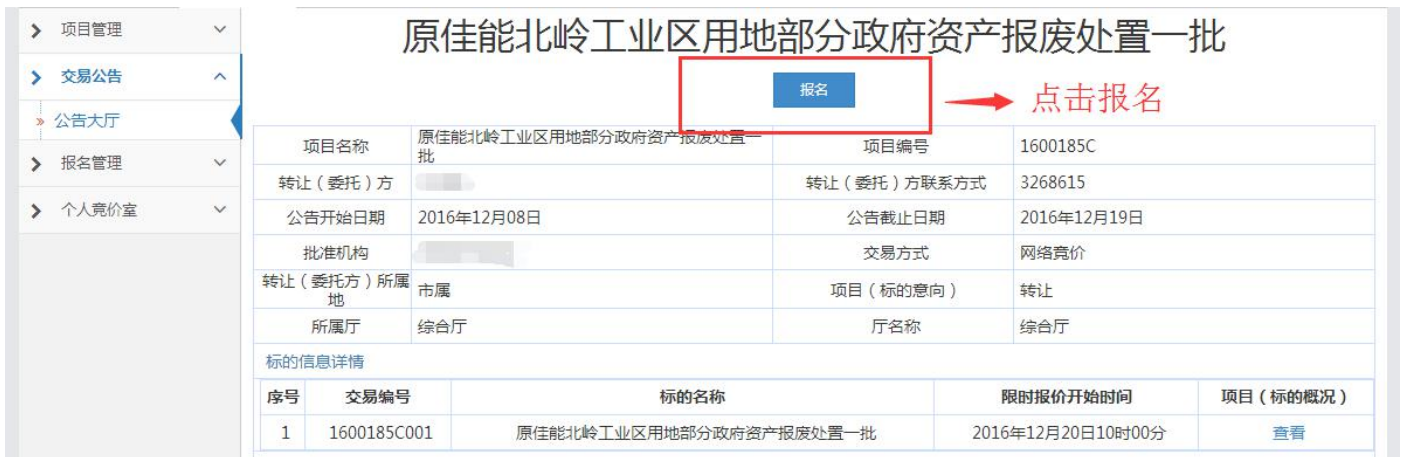 项目管理
交易公告
公告大厅
报名管理
个人竞价室
原佳能北岭工业区用地部分政府资产报废处置一批
报名
点击报名
项目名称 原佳能北岭工业区用地部分政府资产报废处置一
批
项目编号 1600185C
转让（委托）方 转让（委托）方联系方式 3268615
公告开始日期 2016年12月08日 公告截止日期 2016年12月19日
批准机构 交易方式 网络竞价
转让（委托方）所属
地
市属 项目（标的意向） 转让
所属厅 综合厅 厅名称 综合厅
标的信息详情
序号 交易编号 标的名称 限时报价开始时间 项目（标的概况）
1 1600185C001 原佳能北岭工业区用地部分政府资产报废处置一批 2016年12月20日10时00分 查看